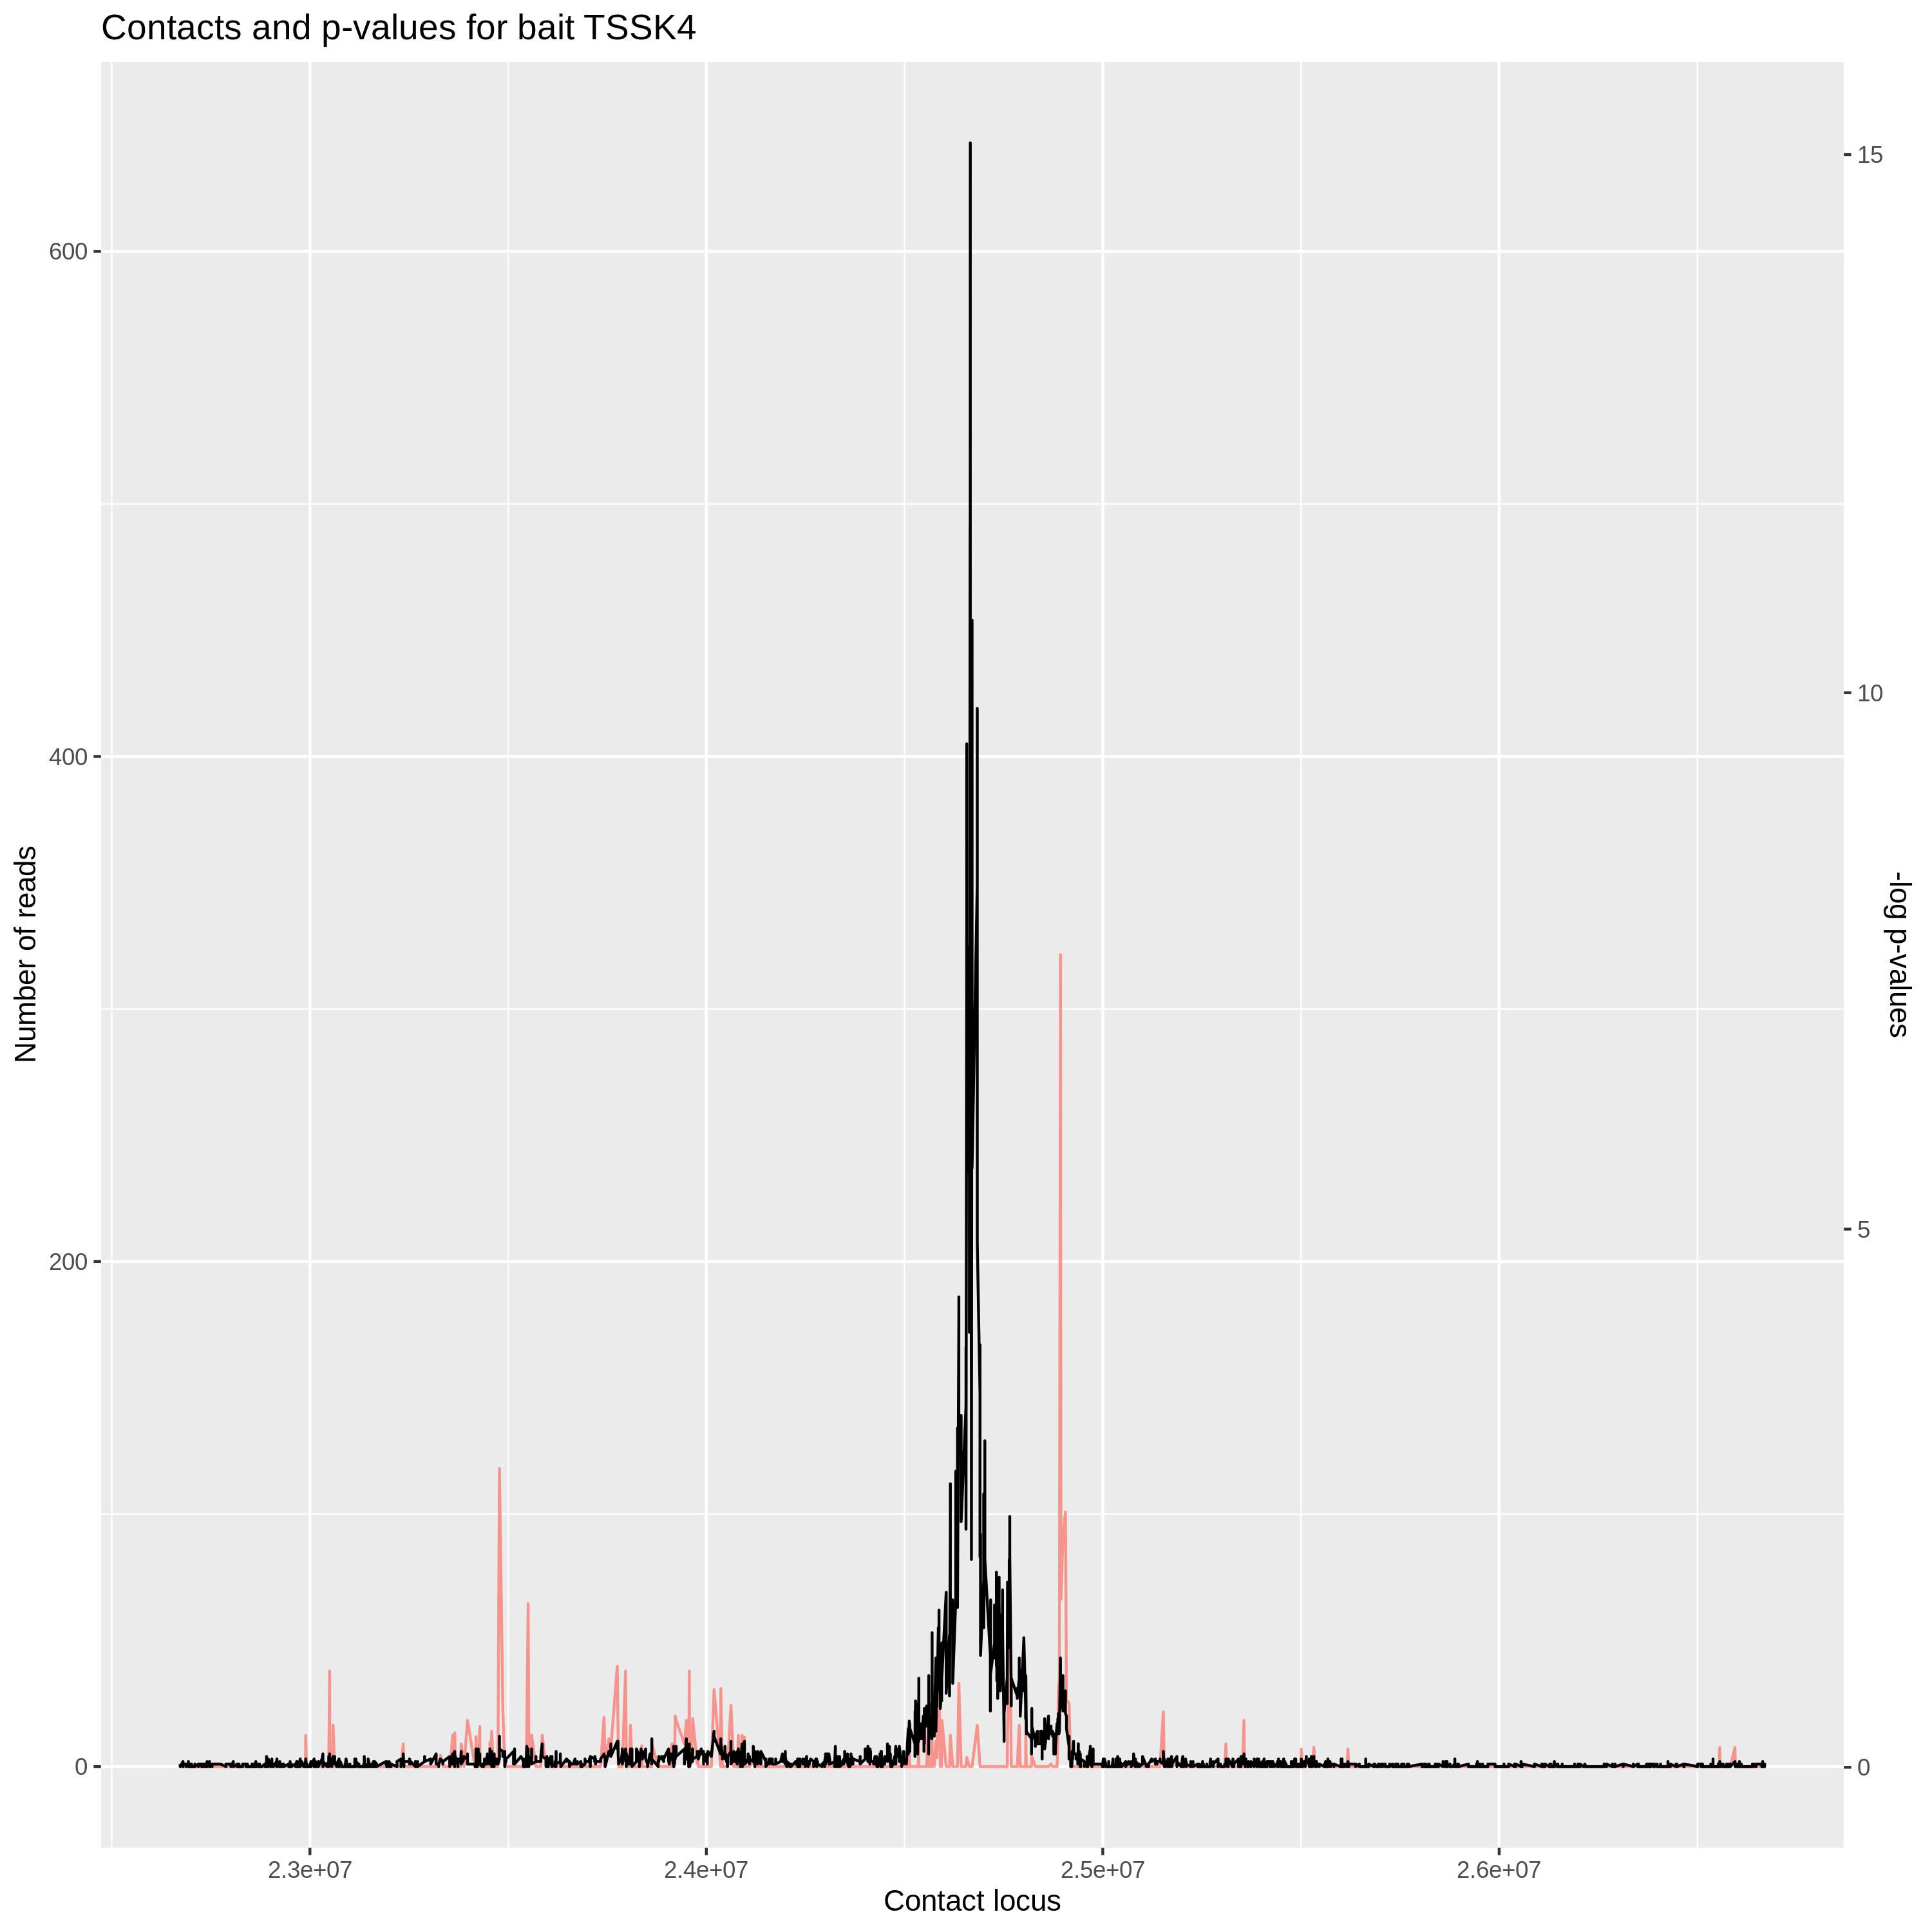 Contacts and p-values for bait TSSK4
Number of reads
600
400
200
0
15
10
5
0
-log p-values
2.3e+07
2.4e+07
2.5e+07
2.6e+07
Contact locus